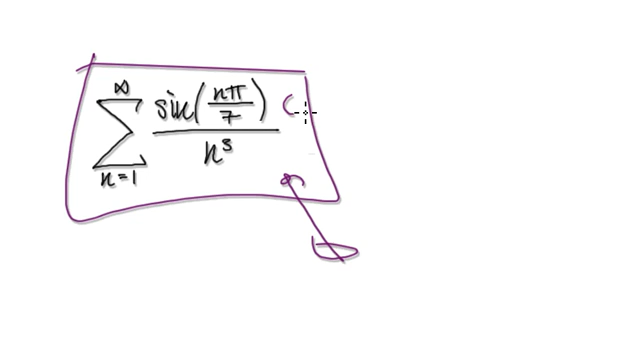 ∞
∑ sin(nπ/7) / n³
n=1